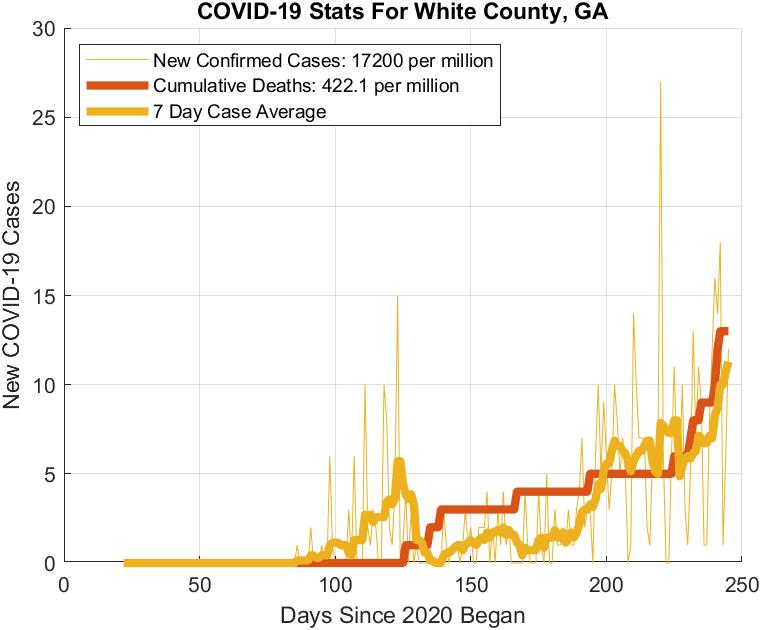 COVID-19 Stats For White County, GA
New Confirmed Cases: 17200 per million
Cumulative Deaths: 422.1 per million
7 Day Case Average
New COVID-19 Cases
30
25
20
15
10
5
0
0 50 100 150 200 250
Days Since 2020 Began